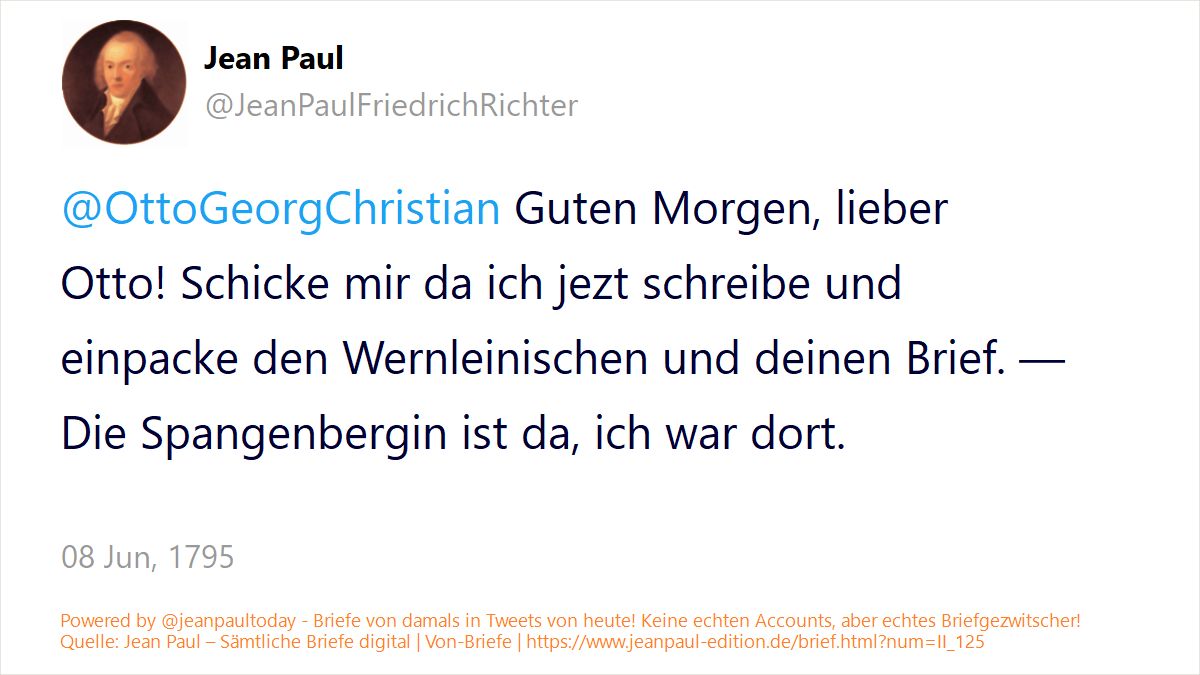 Jean Paul
@JeanPaulFriedrichRichter
@OttoGeorgChristian Guten Morgen, lieber
Otto! Schicke mir da ich jezt schreibe und
einpacke den Wernleinischen und deinen Brief. —
Die Spangenbergin ist da, ich war dort.
08 Jun, 1795
Powered by @jeanpaultoday - Briefe von damals in Tweets von heute! Keine echten Accounts, aber echtes Briefgezwitscher!
Quelle: Jean Paul – Sämtliche Briefe digital | Von-Briefe | https://www.jeanpaul-edition.de/brief.html?num=II_125